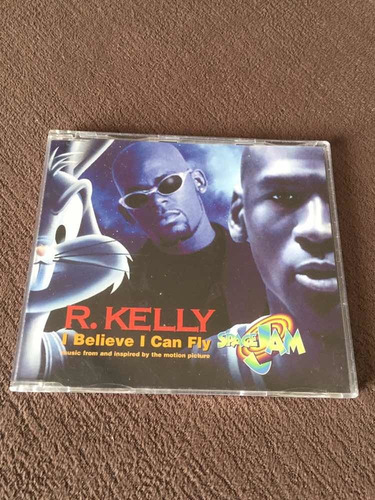 R. KELLY
I Believe I Can Fly
music from and inspired by the motion picture
SPACE JAM